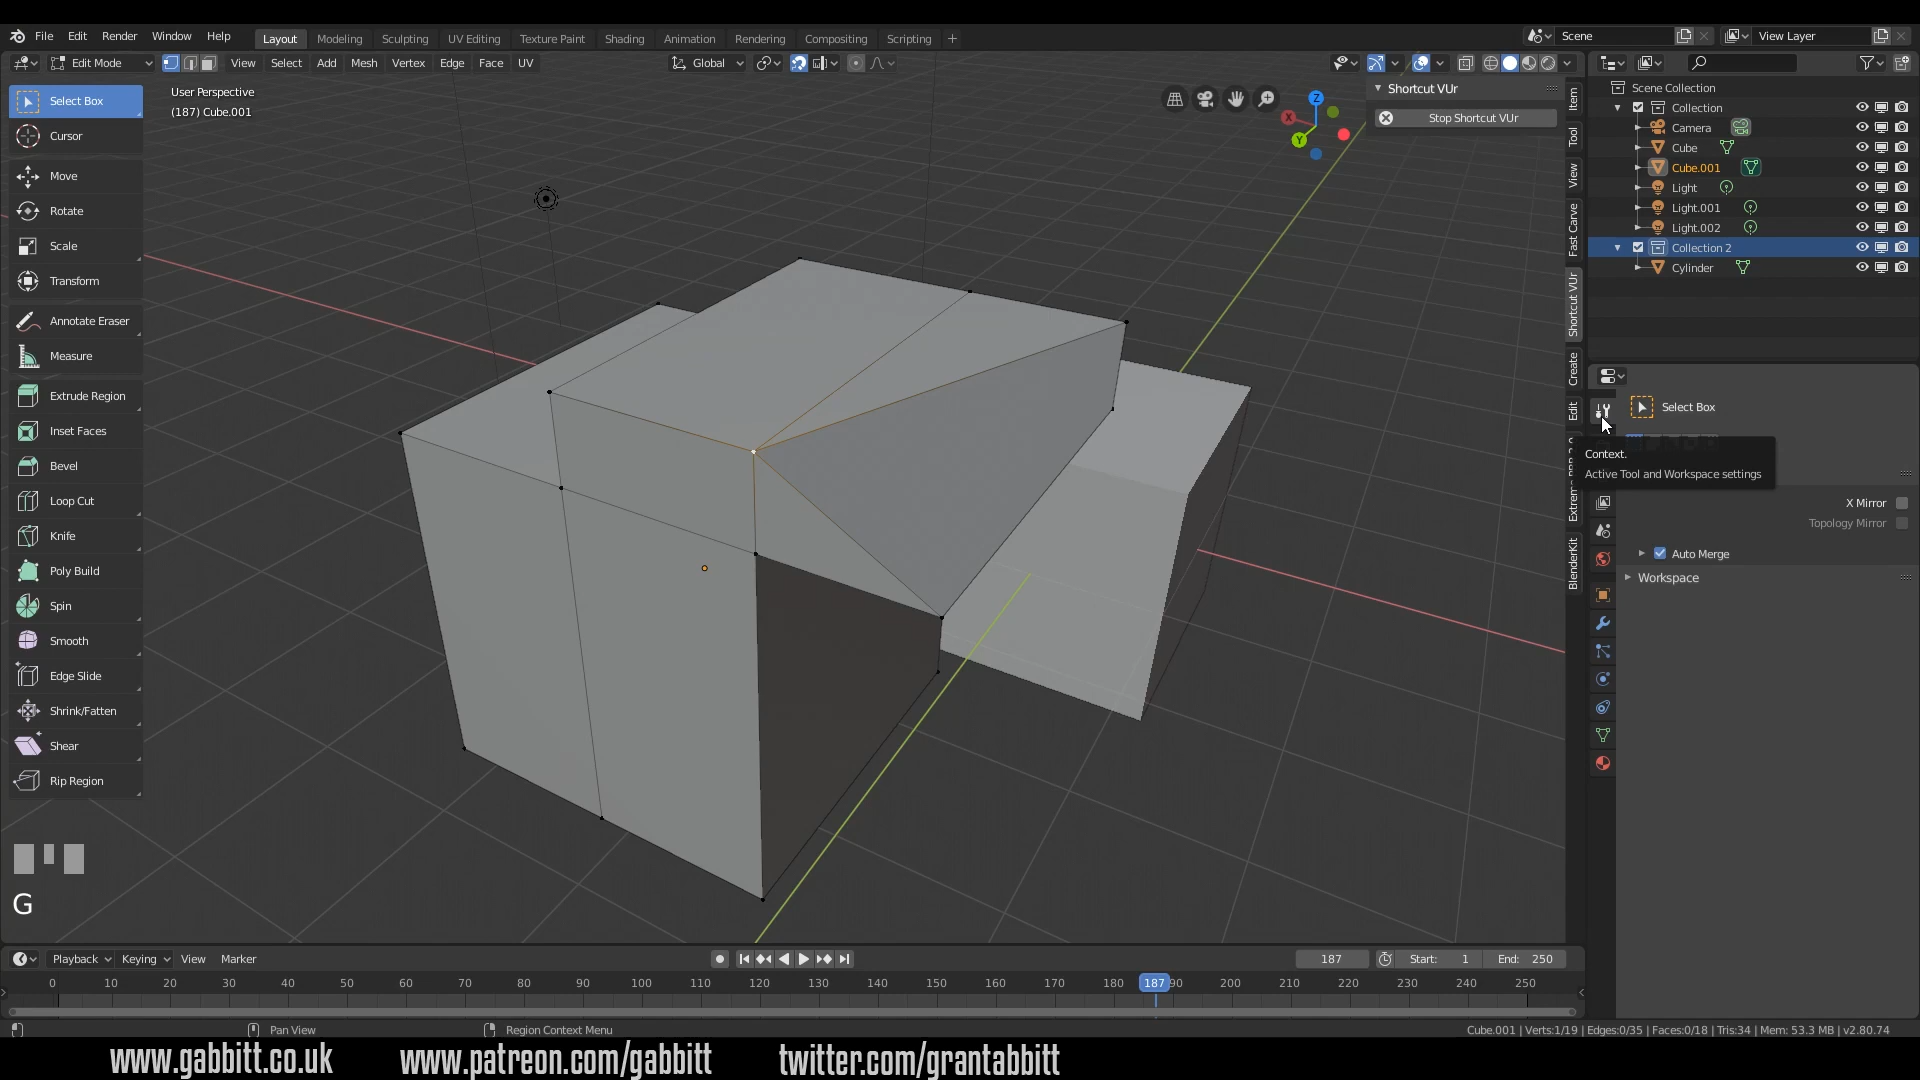 File Edit Render Window Help Layout Modeling Sculpting UV Editing Texture Paint Shading Animation Rendering Compositing Scripting + Scene View Layer
Edit Mode View Select Add Mesh Vertex Edge Face UV Global
Select Box
Cursor
Move
Rotate
Scale
Transform
Annotate Eraser
Measure
Extrude Region
Inset Faces
Bevel
Loop Cut
Knife
Poly Build
Spin
Smooth
Edge Slide
Shrink/Fatten
Shear
Rip Region
G
User Perspective
(187) Cube.001
Z
X
Y
Shortcut VUr
Stop Shortcut VUr
Item
Tool
View
Fast Carve
Shortcut VUr
Create
Edit
BlenderKit
Scene Collection
Collection
Camera
Cube
Cube.001
Light
Light.001
Light.002
Collection 2
Cylinder
Select Box
Context.
Active Tool and Workspace settings
X Mirror
Topology Mirror
Auto Merge
Workspace
Playback Keying View Marker 187 Start: 1 End: 250
0 10 20 30 40 50 60 70 80 90 100 110 120 130 140 150 160 170 180 187 90 200 210 220 230 240 250
Pan View Region Context Menu Cube.001 | Verts:1/19 | Edges:0/35 | Faces:0/18 | Tris:34 | Mem: 53.3 MB | v2.80.74
www.gabbitt.co.uk www.patreon.com/gabbitt twitter.com/grantabbitt